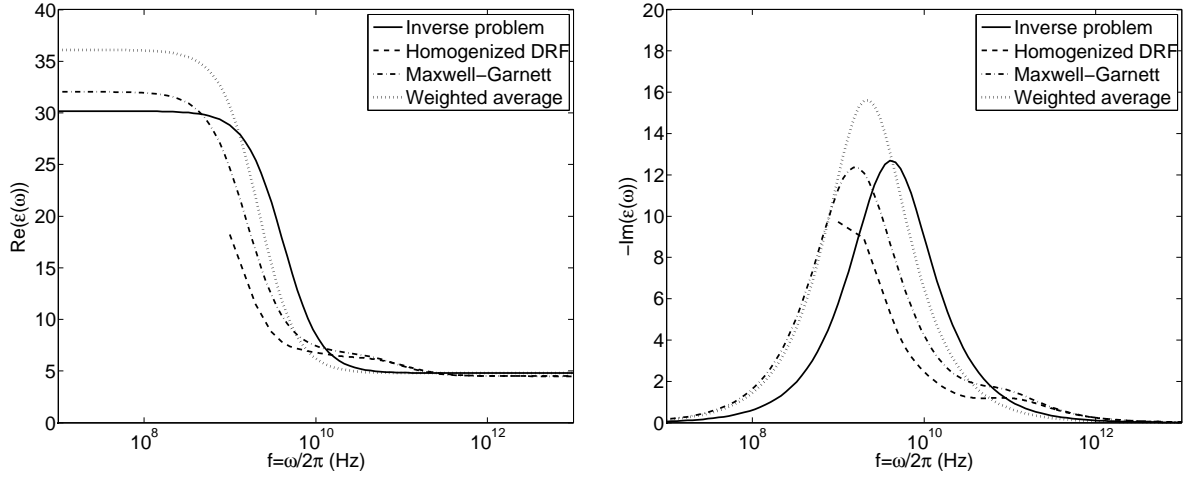 40
35
30
25
20
15
10
5
0
10^8
10^10
10^12
Re(ε(ω))
f=ω/2π (Hz)
Inverse problem
Homogenized DRF
Maxwell−Garnett
Weighted average
20
18
16
14
12
10
8
6
4
2
0
10^8
10^10
10^12
−Im(ε(ω))
f=ω/2π (Hz)
Inverse problem
Homogenized DRF
Maxwell−Garnett
Weighted average